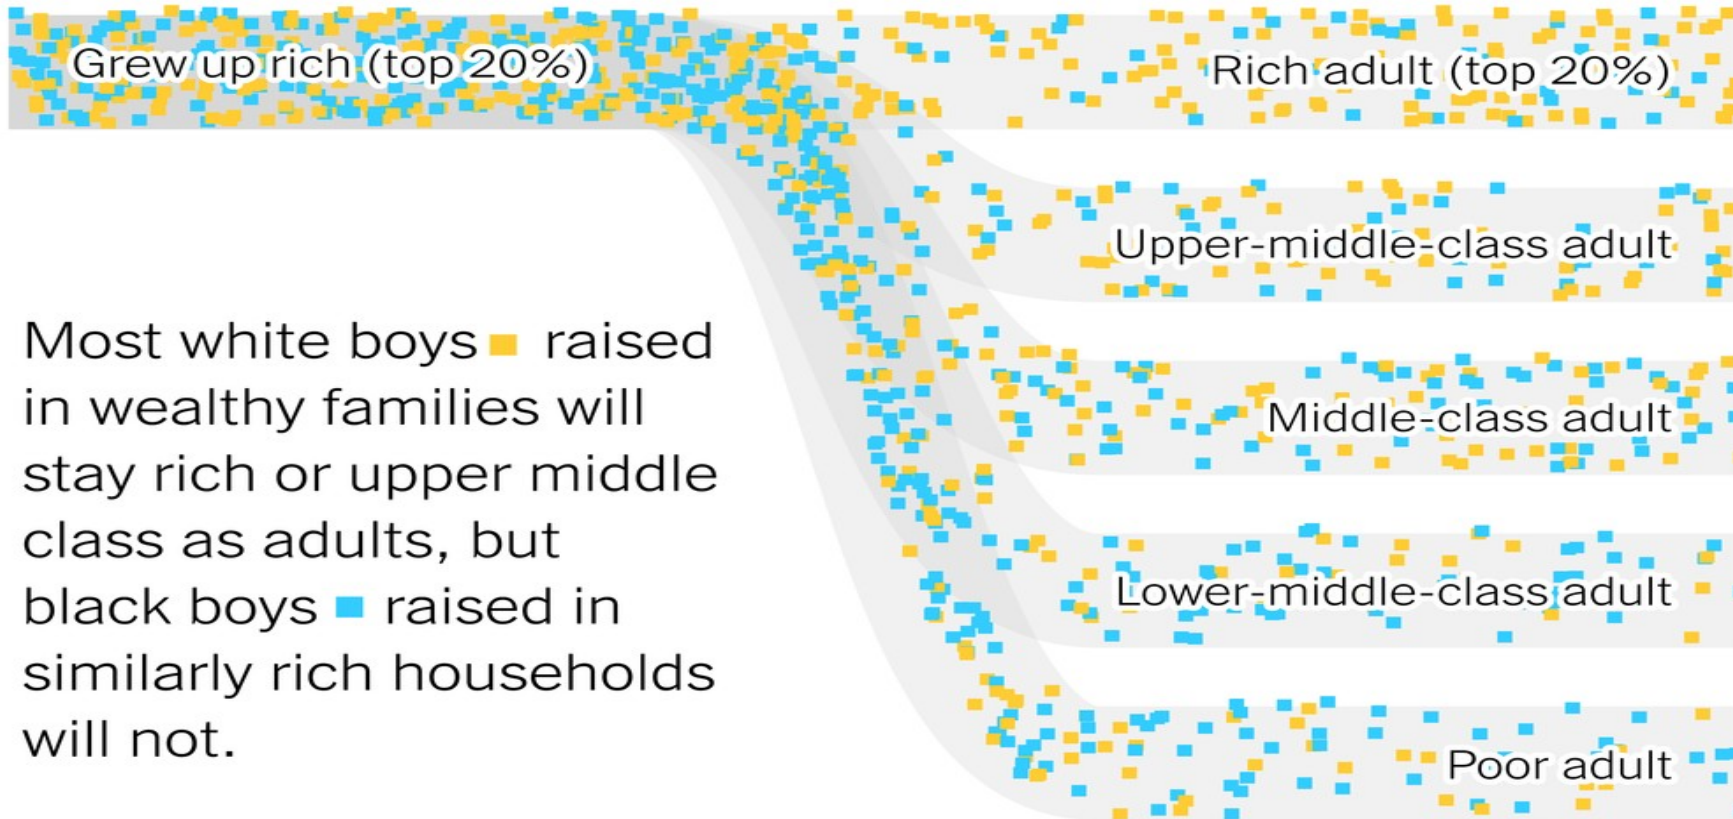 Grew up rich (top 20%)
Rich adult (top 20%)
Upper-middle-class adult
Most white boys raised
in wealthy families will
stay rich or upper middle
class as adults, but
black boys raised in
similarly rich households
will not.
Middle-class adult
Lower-middle-class adult
Poor adult